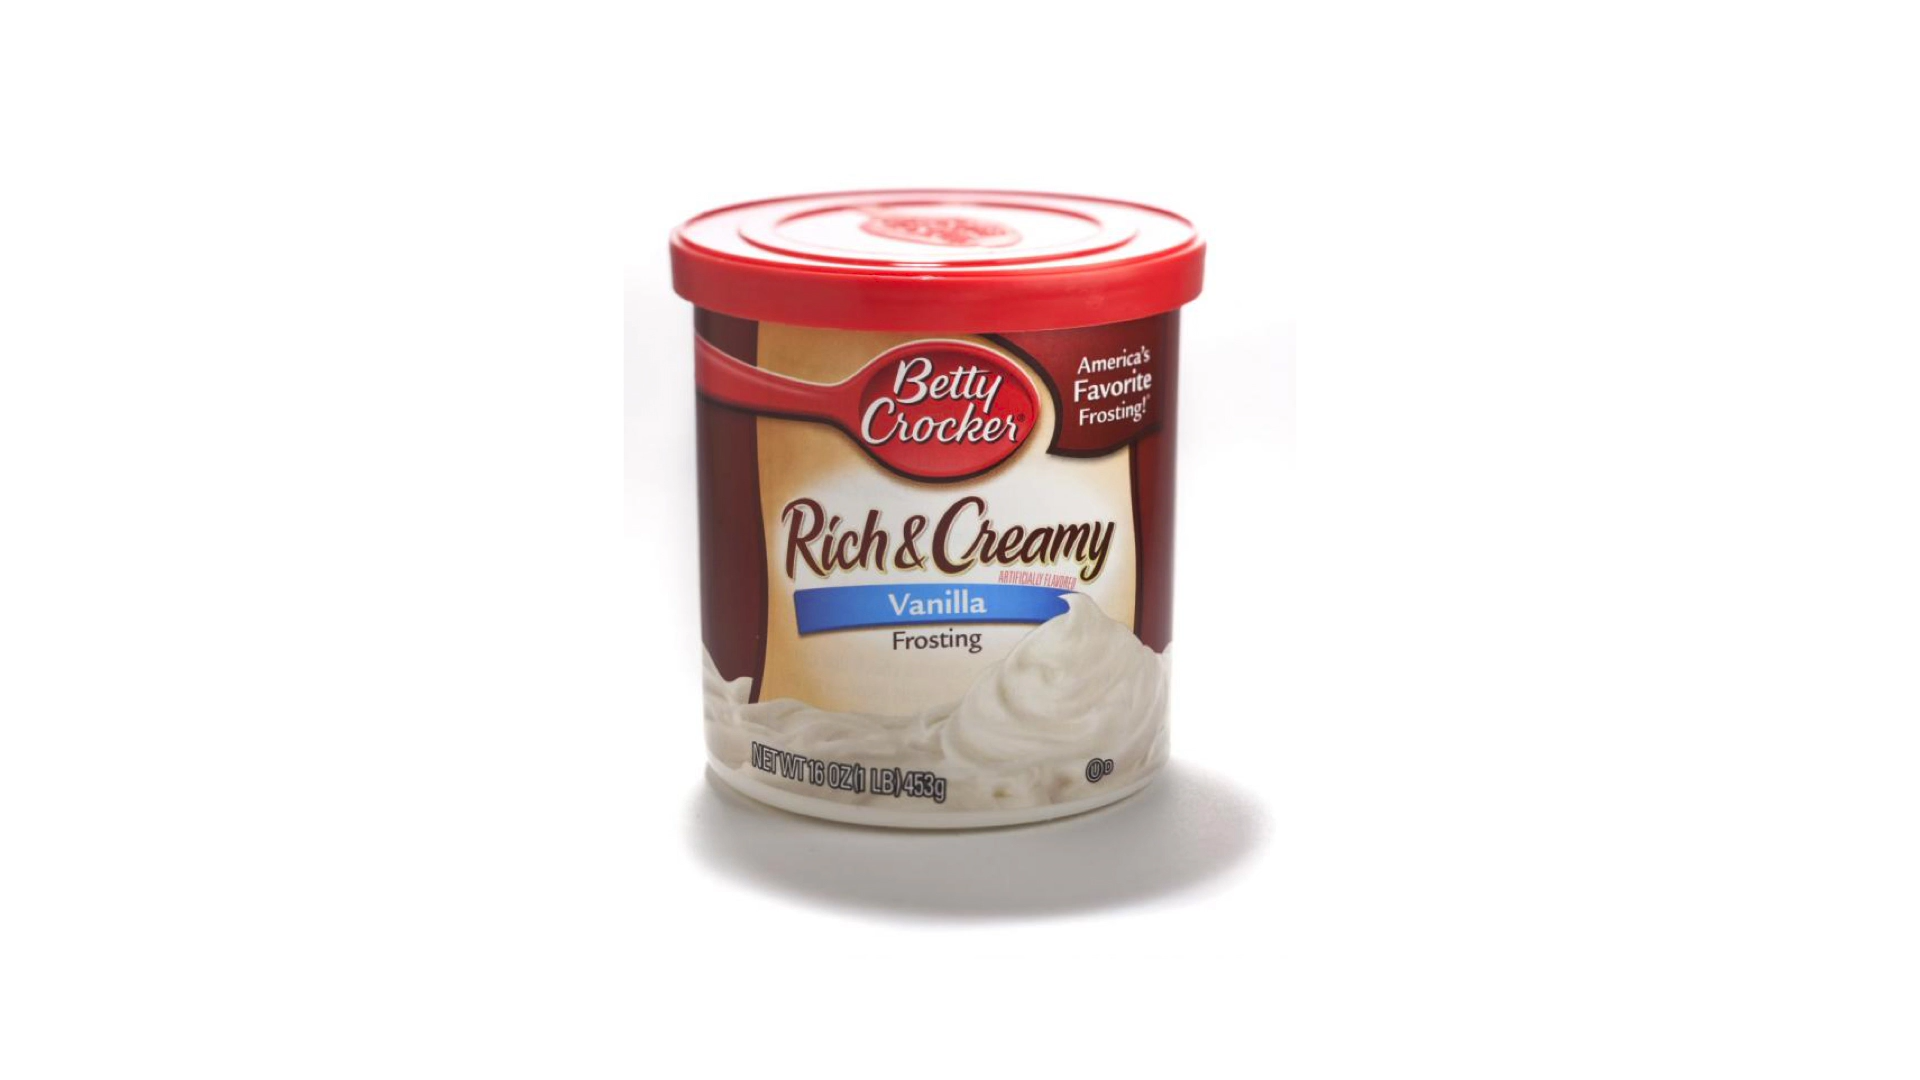 Betty
Crocker®
America's
Favorite
Frosting!
Rich & Creamy
ARTIFICIALLY FLAVORED
Vanilla
Frosting
NET WT 16 OZ (1 LB) 453g
U D